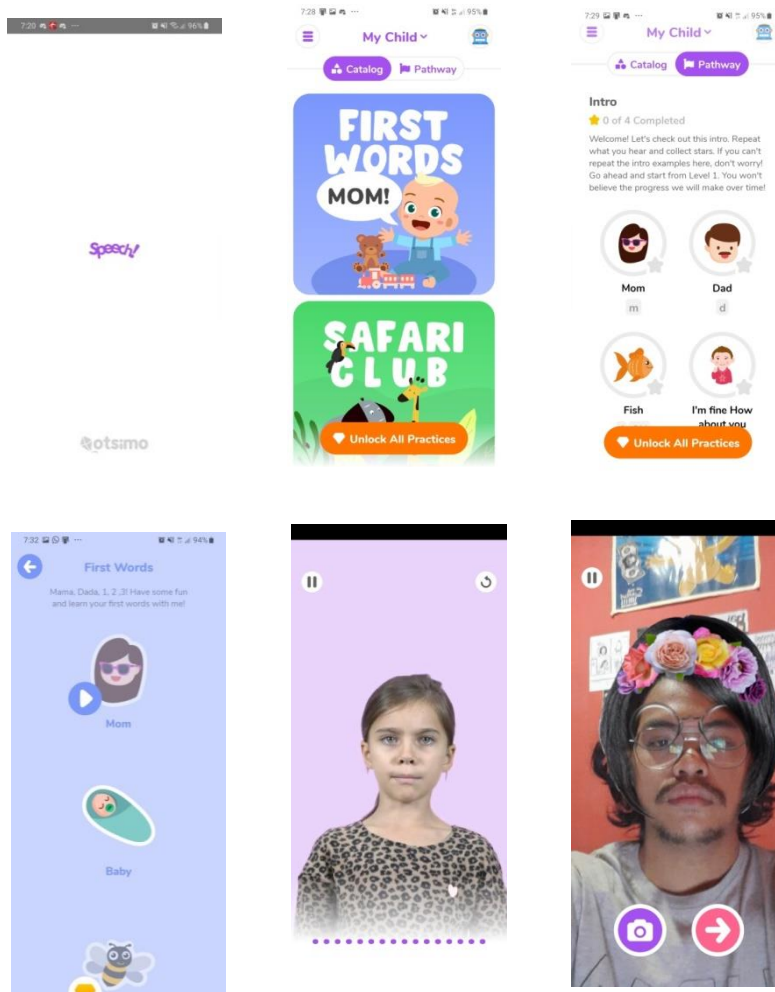 7:20 ··· 96%
Speech!
otsimo
7:28 ··· 95%
My Child
Catalog Pathway
FIRST
WORDS
MOM!
SAFARI
CLUB
Unlock All Practices
7:29 ··· 95%
My Child
Catalog Pathway
Intro
0 of 4 Completed
Welcome! Let's check out this intro. Repeat
what you hear and collect stars. If you can't
repeat the intro examples here, don't worry!
Go ahead and start from Level 1. You won't
believe the progress we will make over time!
Mom Dad
m d
Fish I'm fine How
about you
Unlock All Practices
7:32 ··· 94%
First Words
Mama, Dada, 1, 2 ,3! Have some fun
and learn your first words with me!
Mom
Baby